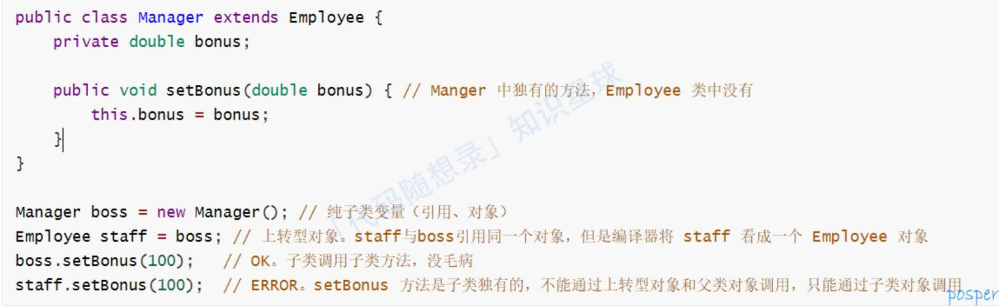 public class Manager extends Employee {
    private double bonus;
    public void setBonus(double bonus) { // Manger 中独有的方法，Employee 类中没有
        this.bonus = bonus;
    }
}
Manager boss = new Manager(); // 纯子类变量（引用、对象）
Employee staff = boss; // 上转型对象。staff与boss引用同一个对象，但是编译器将 staff 看成一个 Employee 对象
boss.setBonus(100);   // OK。子类调用子类方法，没毛病
staff.setBonus(100);  // ERROR。setBonus 方法是子类独有的，不能通过上转型对象和父类对象调用，只能通过子类对象调用
「代码随想录」知识星球
posper